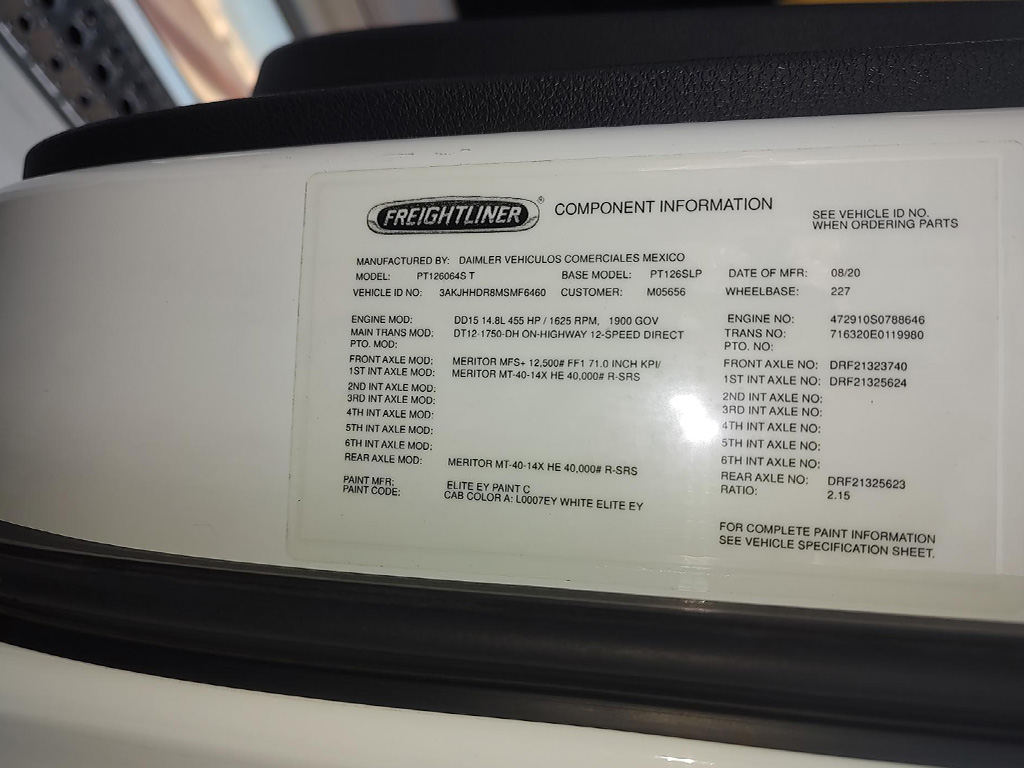 FREIGHTLINER ® COMPONENT INFORMATION
SEE VEHICLE ID NO.
WHEN ORDERING PARTS
MANUFACTURED BY: DAIMLER VEHICULOS COMERCIALES MEXICO
MODEL: PT126064S T BASE MODEL: PT126SLP DATE OF MFR: 08/20
VEHICLE ID NO: 3AKJHHDR8MSMF6460 CUSTOMER: M05656 WHEELBASE: 227
ENGINE MOD: DD15 14.8L 455 HP / 1625 RPM, 1900 GOV ENGINE NO: 472910S0788646
MAIN TRANS MOD: DT12-1750-DH ON-HIGHWAY 12-SPEED DIRECT TRANS NO: 716320E0119980
PTO. MOD: PTO. NO:
FRONT AXLE MOD: MERITOR MFS+ 12,500# FF1 71.0 INCH KPI/ FRONT AXLE NO: DRF21323740
1ST INT AXLE MOD: MERITOR MT-40-14X HE 40,000# R-SRS 1ST INT AXLE NO: DRF21325624
2ND INT AXLE MOD: 2ND INT AXLE NO:
3RD INT AXLE MOD: 3RD INT AXLE NO:
4TH INT AXLE MOD: 4TH INT AXLE NO:
5TH INT AXLE MOD: 5TH INT AXLE NO:
6TH INT AXLE MOD: 6TH INT AXLE NO:
REAR AXLE MOD: MERITOR MT-40-14X HE 40,000# R-SRS REAR AXLE NO: DRF21325623
RATIO: 2.15
PAINT MFR: ELITE EY PAINT C
PAINT CODE: CAB COLOR A: L0007EY WHITE ELITE EY
FOR COMPLETE PAINT INFORMATION
SEE VEHICLE SPECIFICATION SHEET.